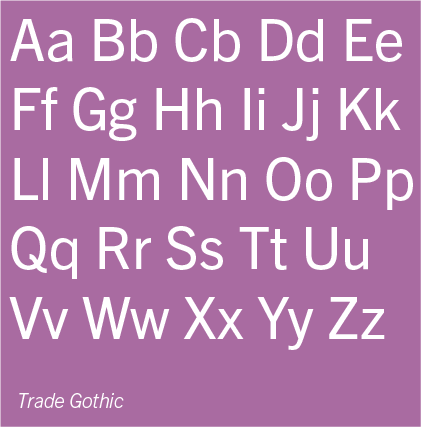 Aa Bb Cb Dd Ee
Ff Gg Hh Ii Jj Kk
Ll Mm Nn Oo Pp
Qq Rr Ss Tt Uu
Vv Ww Xx Yy Zz
Trade Gothic